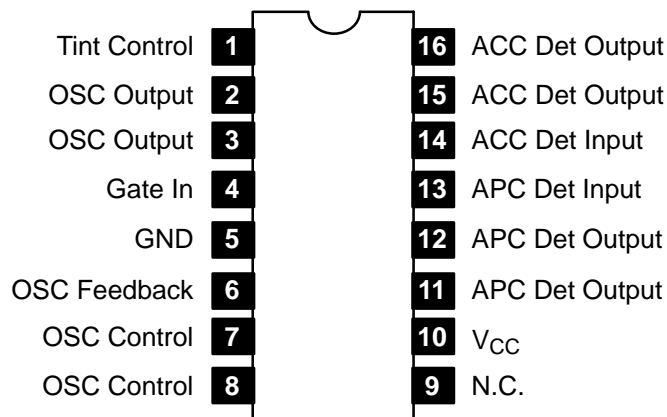 Tint Control 1 16 ACC Det Output
OSC Output 2 15 ACC Det Output
OSC Output 3 14 ACC Det Input
Gate In 4 13 APC Det Input
GND 5 12 APC Det Output
OSC Feedback 6 11 APC Det Output
OSC Control 7 10 VCC
OSC Control 8 9 N.C.